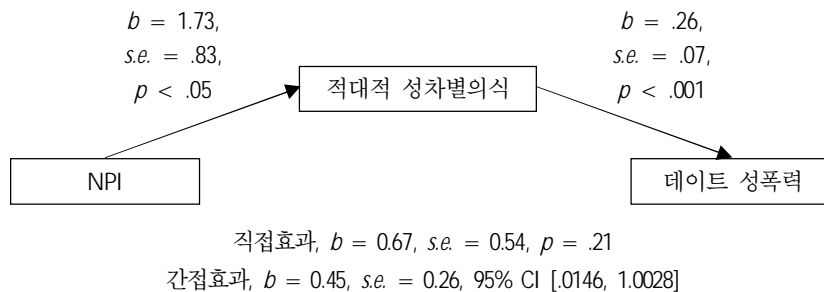 b = 1.73,
s.e. = .83,
p < .05
b = .26,
s.e. = .07,
p < .001
적대적 성차별의식
NPI
데이트 성폭력
직접효과, b = 0.67, s.e. = 0.54, p = .21
간접효과, b = 0.45, s.e. = 0.26, 95% CI [.0146, 1.0028]